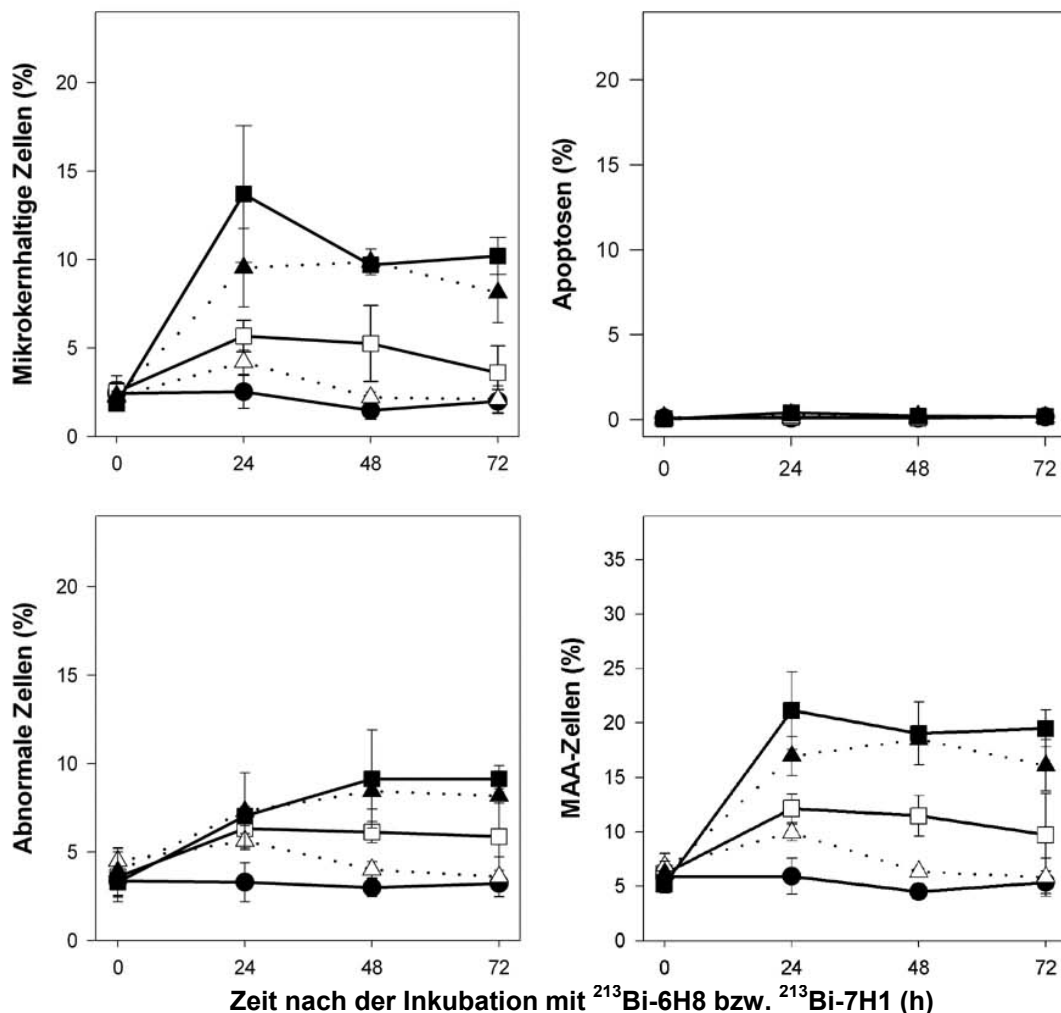 Mikrokernhaltige Zellen (%)
20
15
10
5
0
0 24 48 72
Apoptosen (%)
20
15
10
5
0
0 24 48 72
Abnormale Zellen (%)
20
15
10
5
0
0 24 48 72
MAA-Zellen (%)
35
30
25
20
15
10
5
0
0 24 48 72
Zeit nach der Inkubation mit ²¹³Bi-6H8 bzw. ²¹³Bi-7H1 (h)